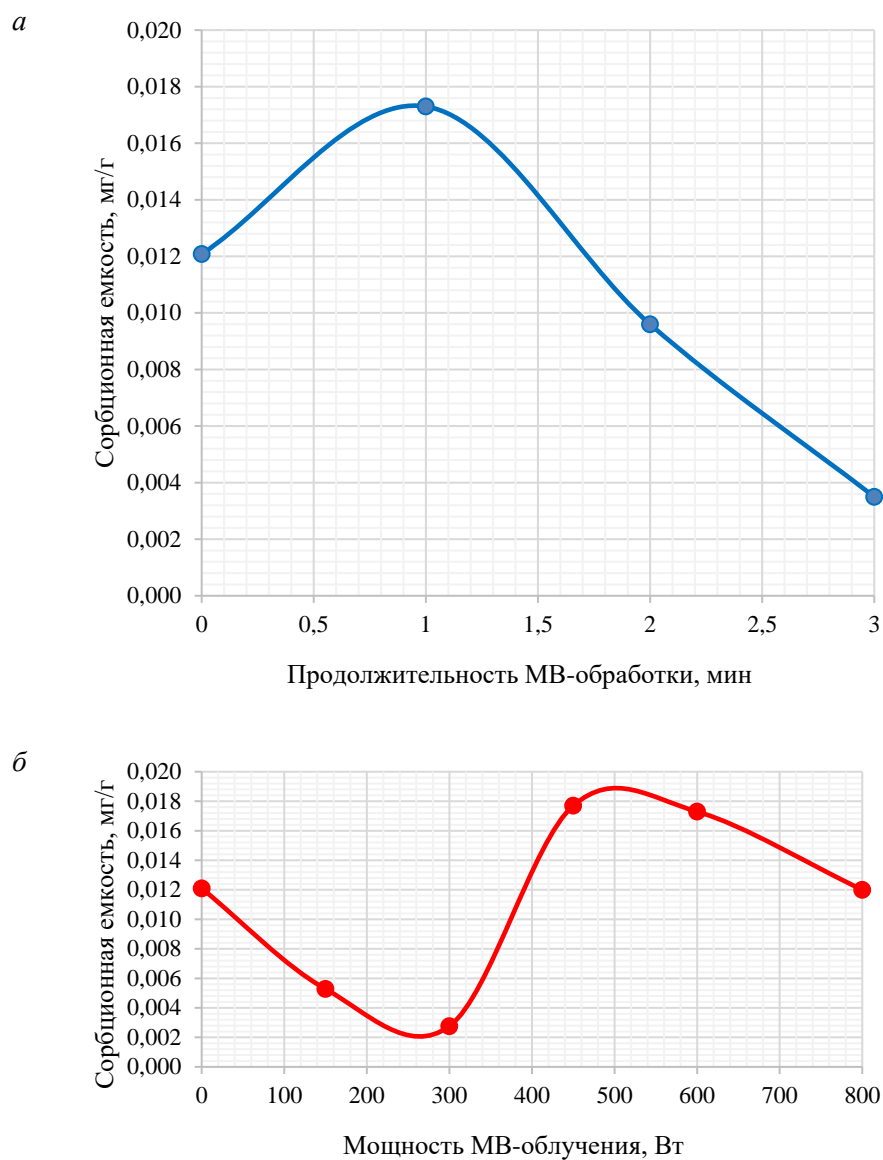 а
Сорбционная емкость, мг/г
0,020
0,018
0,016
0,014
0,012
0,010
0,008
0,006
0,004
0,002
0,000
0 0,5 1 1,5 2 2,5 3
Продолжительность МВ-обработки, мин
б
Сорбционная емкость, мг/г
0,020
0,018
0,016
0,014
0,012
0,010
0,008
0,006
0,004
0,002
0,000
0 100 200 300 400 500 600 700 800
Мощность МВ-облучения, Вт